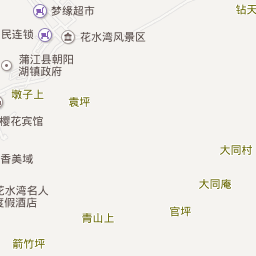 梦缘超市
钻天
民连锁
花水湾风景区
蒲江县朝阳
湖镇政府
墩子上
袁坪
樱花宾馆
大同村
香美域
大同庵
花水湾名人
度假酒店
官坪
青山上
箭竹坪